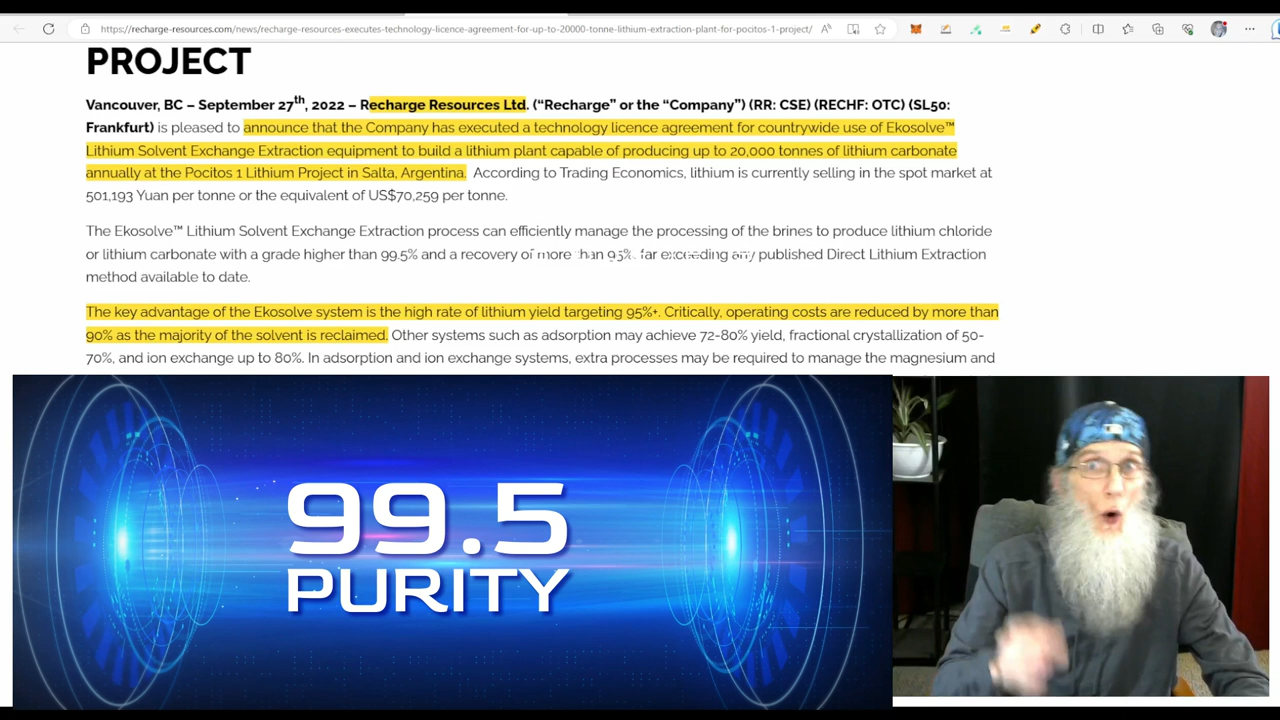 https://recharge-resources.com/news/recharge-resources-executes-technology-licence-agreement-for-up-to-20000-tonne-lithium-extraction-plant-for-pocitos-1-project/
PROJECT
Vancouver, BC – September 27th, 2022 – Recharge Resources Ltd. (“Recharge” or the “Company”) (RR: CSE) (RECHF: OTC) (SL50:
Frankfurt) is pleased to announce that the Company has executed a technology licence agreement for countrywide use of Ekosolve™
Lithium Solvent Exchange Extraction equipment to build a lithium plant capable of producing up to 20,000 tonnes of lithium carbonate
annually at the Pocitos 1 Lithium Project in Salta, Argentina. According to Trading Economics, lithium is currently selling in the spot market at
501,193 Yuan per tonne or the equivalent of US$70,259 per tonne.
The Ekosolve™ Lithium Solvent Exchange Extraction process can efficiently manage the processing of the brines to produce lithium chloride
or lithium carbonate with a grade higher than 99.5% and a recovery of more than 95%, far exceeding any published Direct Lithium Extraction
method available to date.
The key advantage of the Ekosolve system is the high rate of lithium yield targeting 95%+. Critically, operating costs are reduced by more than
90% as the majority of the solvent is reclaimed. Other systems such as adsorption may achieve 72-80% yield, fractional crystallization of 50-
70%, and ion exchange up to 80%. In adsorption and ion exchange systems, extra processes may be required to manage the magnesium and
99.5
PURITY